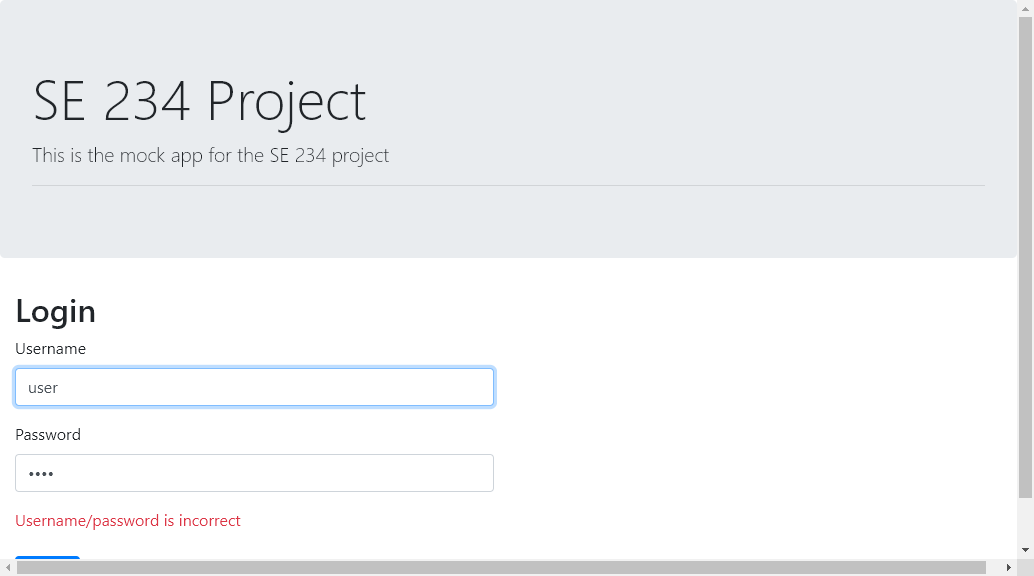 SE 234 Project
This is the mock app for the SE 234 project
Login
Username
user
Password
••••
Username/password is incorrect